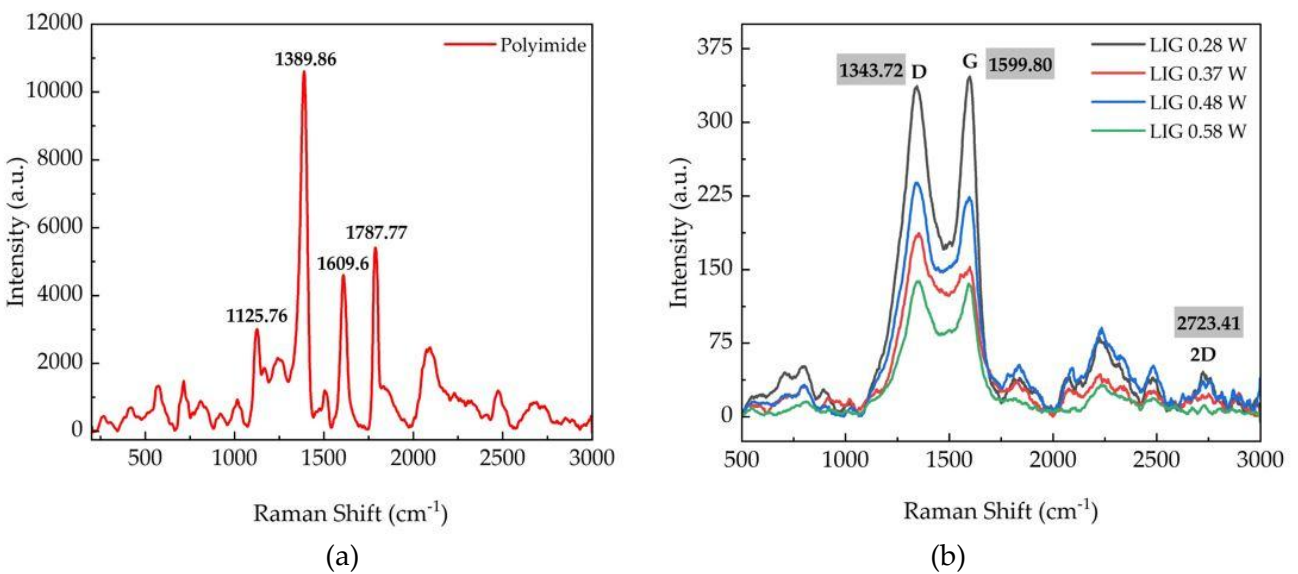 12000
10000
8000
6000
4000
2000
0
Intensity (a.u.)
Polyimide
1389.86
1787.77
1609.6
1125.76
500 1000 1500 2000 2500 3000
Raman Shift (cm-1)
(a)
375
300
225
150
75
0
Intensity (a.u.)
1343.72 D G 1599.80
LIG 0.28 W
LIG 0.37 W
LIG 0.48 W
LIG 0.58 W
2723.41
2D
500 1000 1500 2000 2500 3000
Raman Shift (cm-1)
(b)